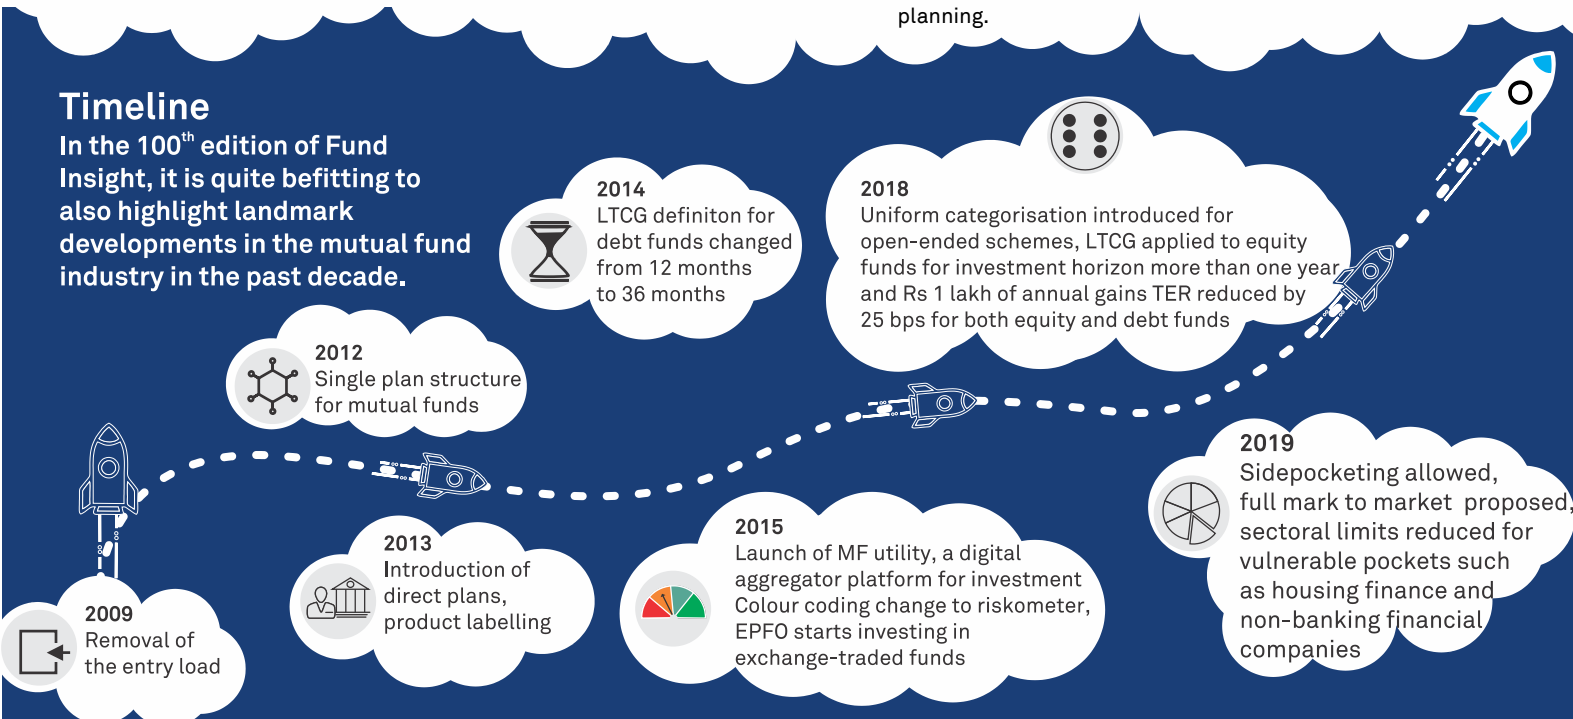 planning.
Timeline
In the 100th edition of Fund
Insight, it is quite befitting to
also highlight landmark
developments in the mutual fund
industry in the past decade.
2009
Removal of
the entry load
2012
Single plan structure
for mutual funds
2013
Introduction of
direct plans,
product labelling
2014
LTCG definiton for
debt funds changed
from 12 months
to 36 months
2015
Launch of MF utility, a digital
aggregator platform for investment
Colour coding change to riskometer,
EPFO starts investing in
exchange-traded funds
2018
Uniform categorisation introduced for
open-ended schemes, LTCG applied to equity
funds for investment horizon more than one year
and Rs 1 lakh of annual gains TER reduced by
25 bps for both equity and debt funds
2019
Sidepocketing allowed,
full mark to market proposed,
sectoral limits reduced for
vulnerable pockets such
as housing finance and
non-banking financial
companies